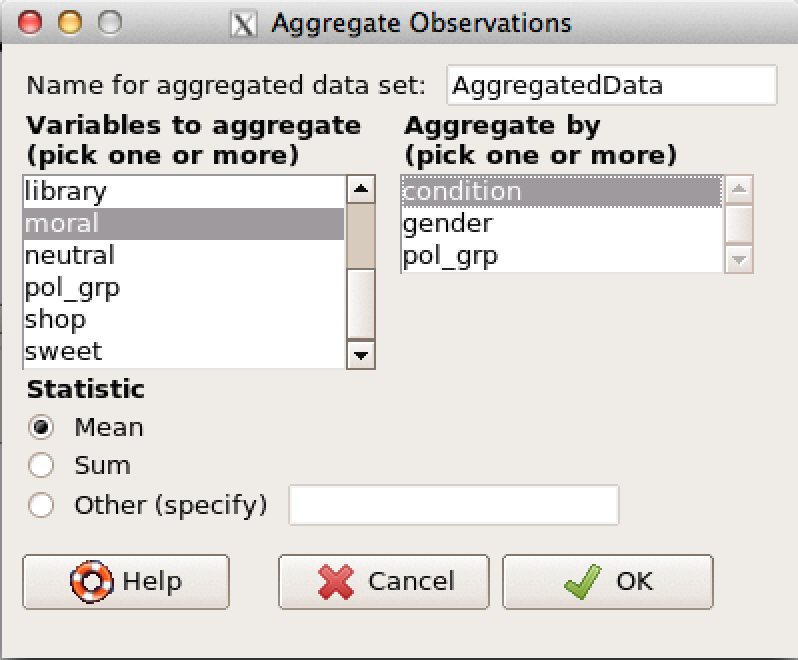 Aggregate Observations
Name for aggregated data set: AggregatedData
Variables to aggregate
(pick one or more)
library
moral
neutral
pol_grp
shop
sweet
Aggregate by
(pick one or more)
condition
gender
pol_grp
Statistic
Mean
Sum
Other (specify)
Help
Cancel
OK